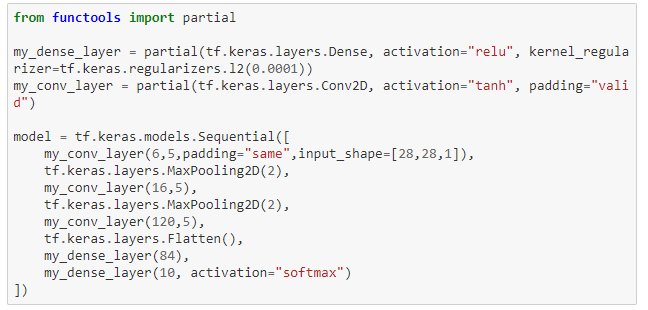 from functools import partial
my_dense_layer = partial(tf.keras.layers.Dense, activation="relu", kernel_regula
rizer=tf.keras.regularizers.l2(0.0001))
my_conv_layer = partial(tf.keras.layers.Conv2D, activation="tanh", padding="vali
d")
model = tf.keras.models.Sequential([
    my_conv_layer(6,5,padding="same",input_shape=[28,28,1]),
    tf.keras.layers.MaxPooling2D(2),
    my_conv_layer(16,5),
    tf.keras.layers.MaxPooling2D(2),
    my_conv_layer(120,5),
    tf.keras.layers.Flatten(),
    my_dense_layer(84),
    my_dense_layer(10, activation="softmax")
])